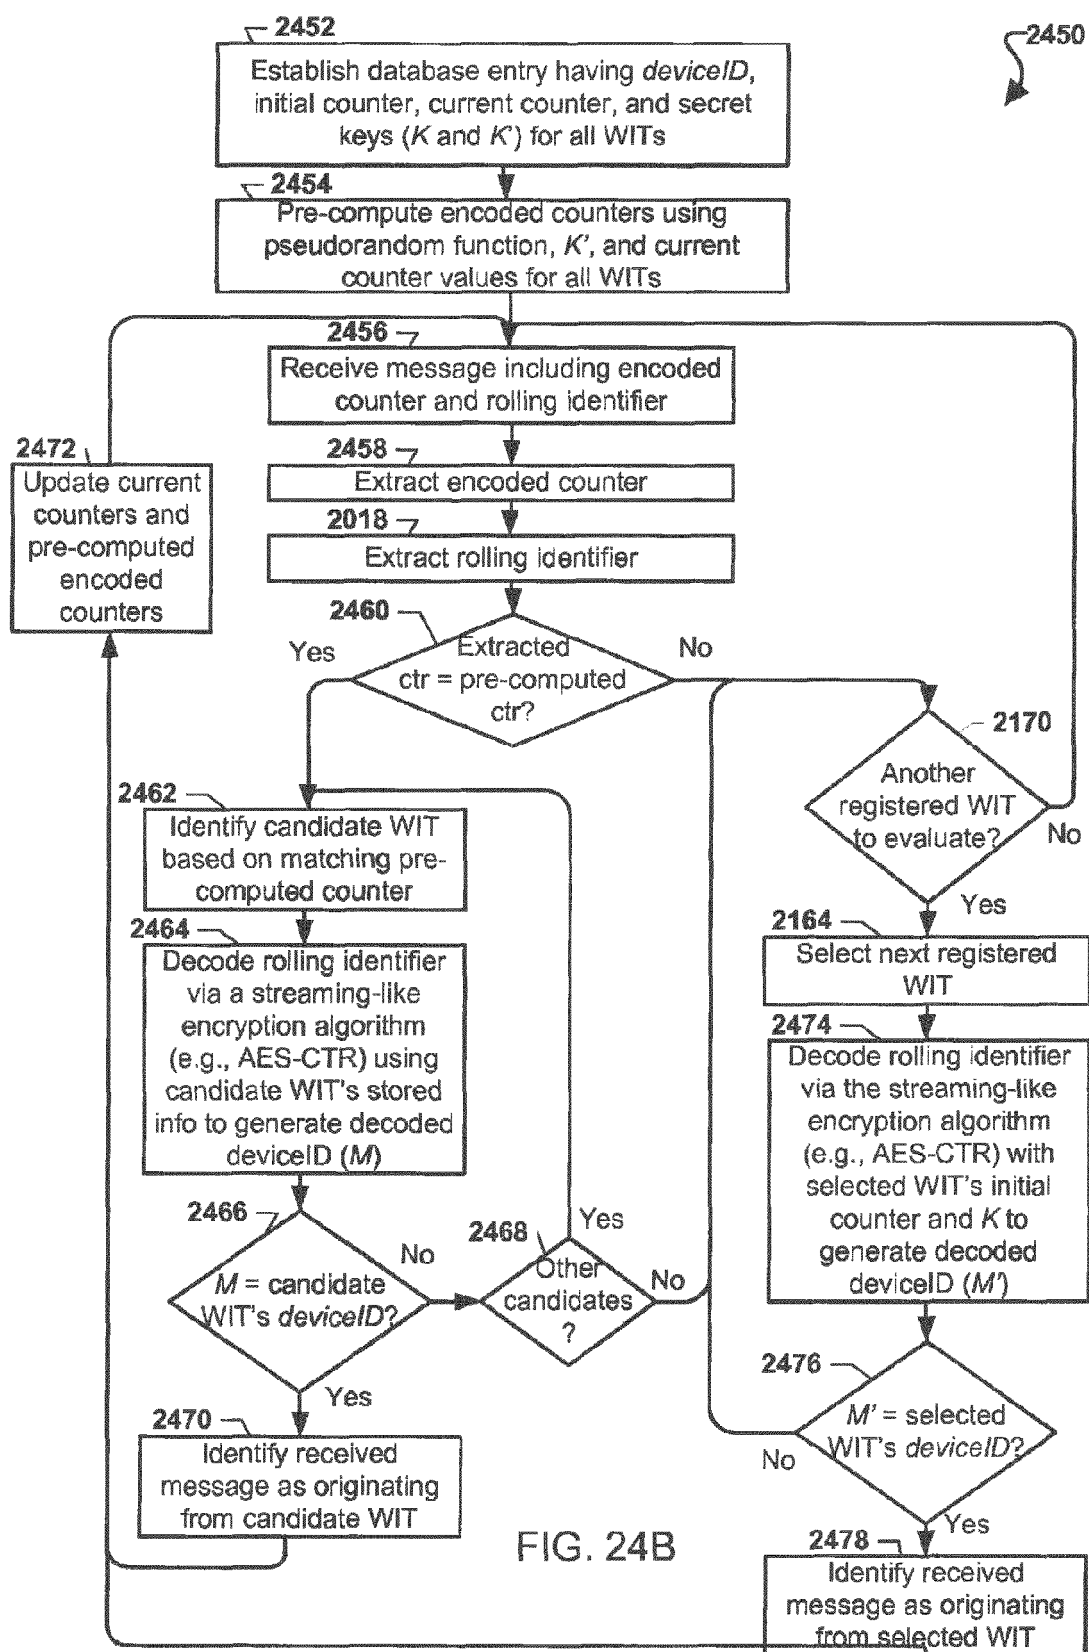 2450
2452
Establish database entry having deviceID,
initial counter, current counter, and secret
keys (K and K') for all WITs
2454
Pre-compute encoded counters using
pseudorandom function, K', and current
counter values for all WITs
2456
Receive message including encoded
counter and rolling identifier
2458
Extract encoded counter
2018
Extract rolling identifier
2472
Update current
counters and
pre-computed
encoded
counters
2460
Yes
No
Extracted
ctr = pre-computed
ctr?
2170
Another
registered WIT
to evaluate?
No
Yes
2462
Identify candidate WIT
based on matching pre-
computed counter
2464
Decode rolling identifier
via a streaming-like
encryption algorithm
(e.g., AES-CTR) using
candidate WIT's stored
info to generate decoded
deviceID (M)
2466
No
M = candidate
WIT's deviceID?
Yes
2468
Yes
Other
candidates
?
No
2470
Identify received
message as originating
from candidate WIT
2164
Select next registered
WIT
2474
Decode rolling identifier
via the streaming-like
encryption algorithm
(e.g., AES-CTR) with
selected WIT's initial
counter and K to
generate decoded
deviceID (M')
2476
M' = selected
WIT's deviceID?
No
Yes
2478
Identify received
message as originating
from selected WIT
FIG. 24B